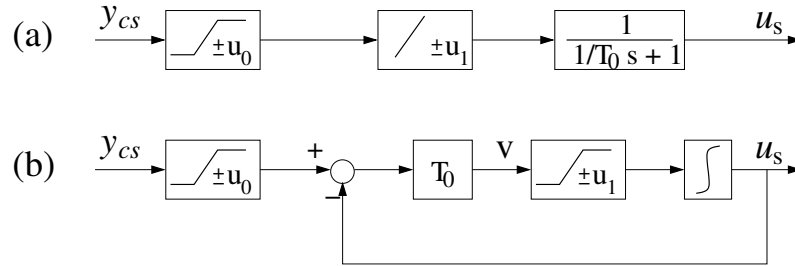 (a) y_cs ±u_0 ±u_1 1 u_s
1/T_0 s + 1
(b) y_cs ±u_0 + − T_0 v ±u_1 ∫ u_s